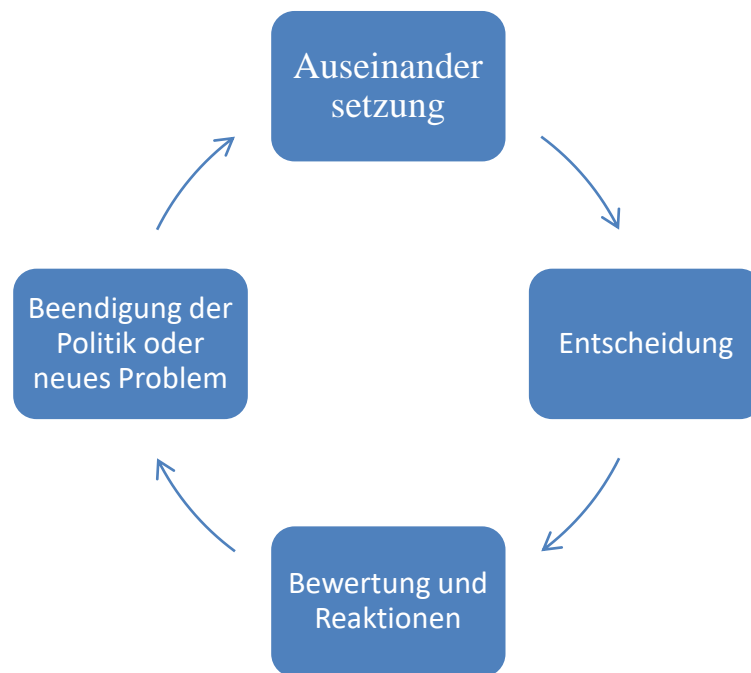 Auseinander
setzung
Entscheidung
Bewertung und
Reaktionen
Beendigung der
Politik oder
neues Problem